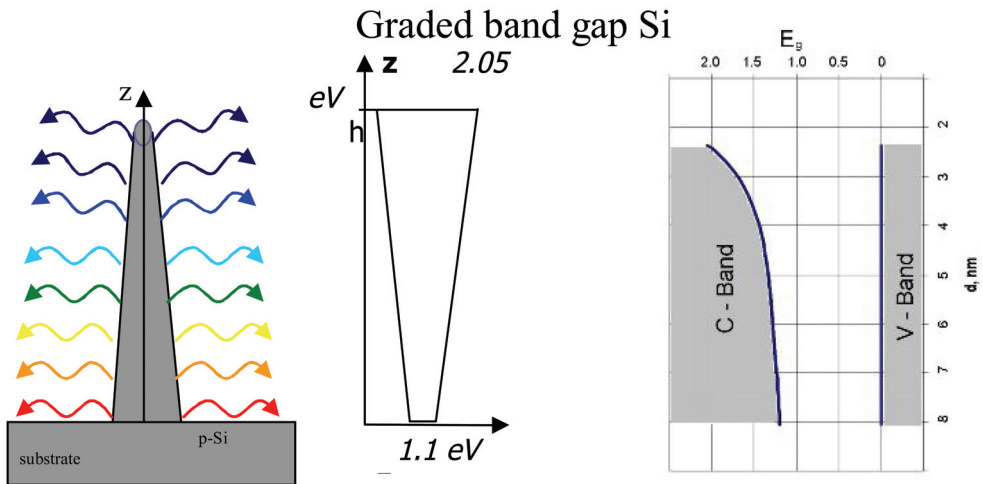 Graded band gap Si
z
p-Si
substrate
z
2.05
eV
h
1.1 eV
Eg
2.0 1.5 1.0 0.5 0
C - Band
V - Band
2
3
4
5
6
7
8
d, nm